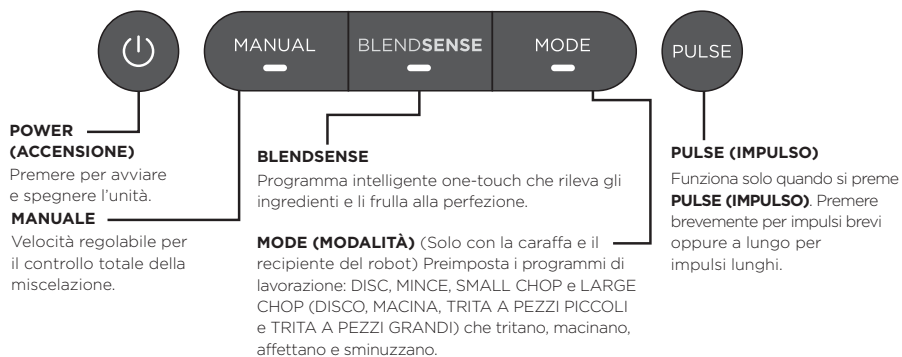 MANUAL
BLENDSENSE
MODE
PULSE
POWER
(ACCENSIONE)
Premere per avviare
e spegnere l'unità.
MANUALE
Velocità regolabile per
il controllo totale della
miscelazione.
BLENDSENSE
Programma intelligente one-touch che rileva gli
ingredienti e li frulla alla perfezione.
MODE (MODALITÀ) (Solo con la caraffa e il
recipiente del robot) Preimposta i programmi di
lavorazione: DISC, MINCE, SMALL CHOP e LARGE
CHOP (DISCO, MACINA, TRITA A PEZZI PICCOLI
e TRITA A PEZZI GRANDI) che tritano, macinano,
affettano e sminuzzano.
PULSE (IMPULSO)
Funziona solo quando si preme
PULSE (IMPULSO). Premere
brevemente per impulsi brevi
oppure a lungo per
impulsi lunghi.